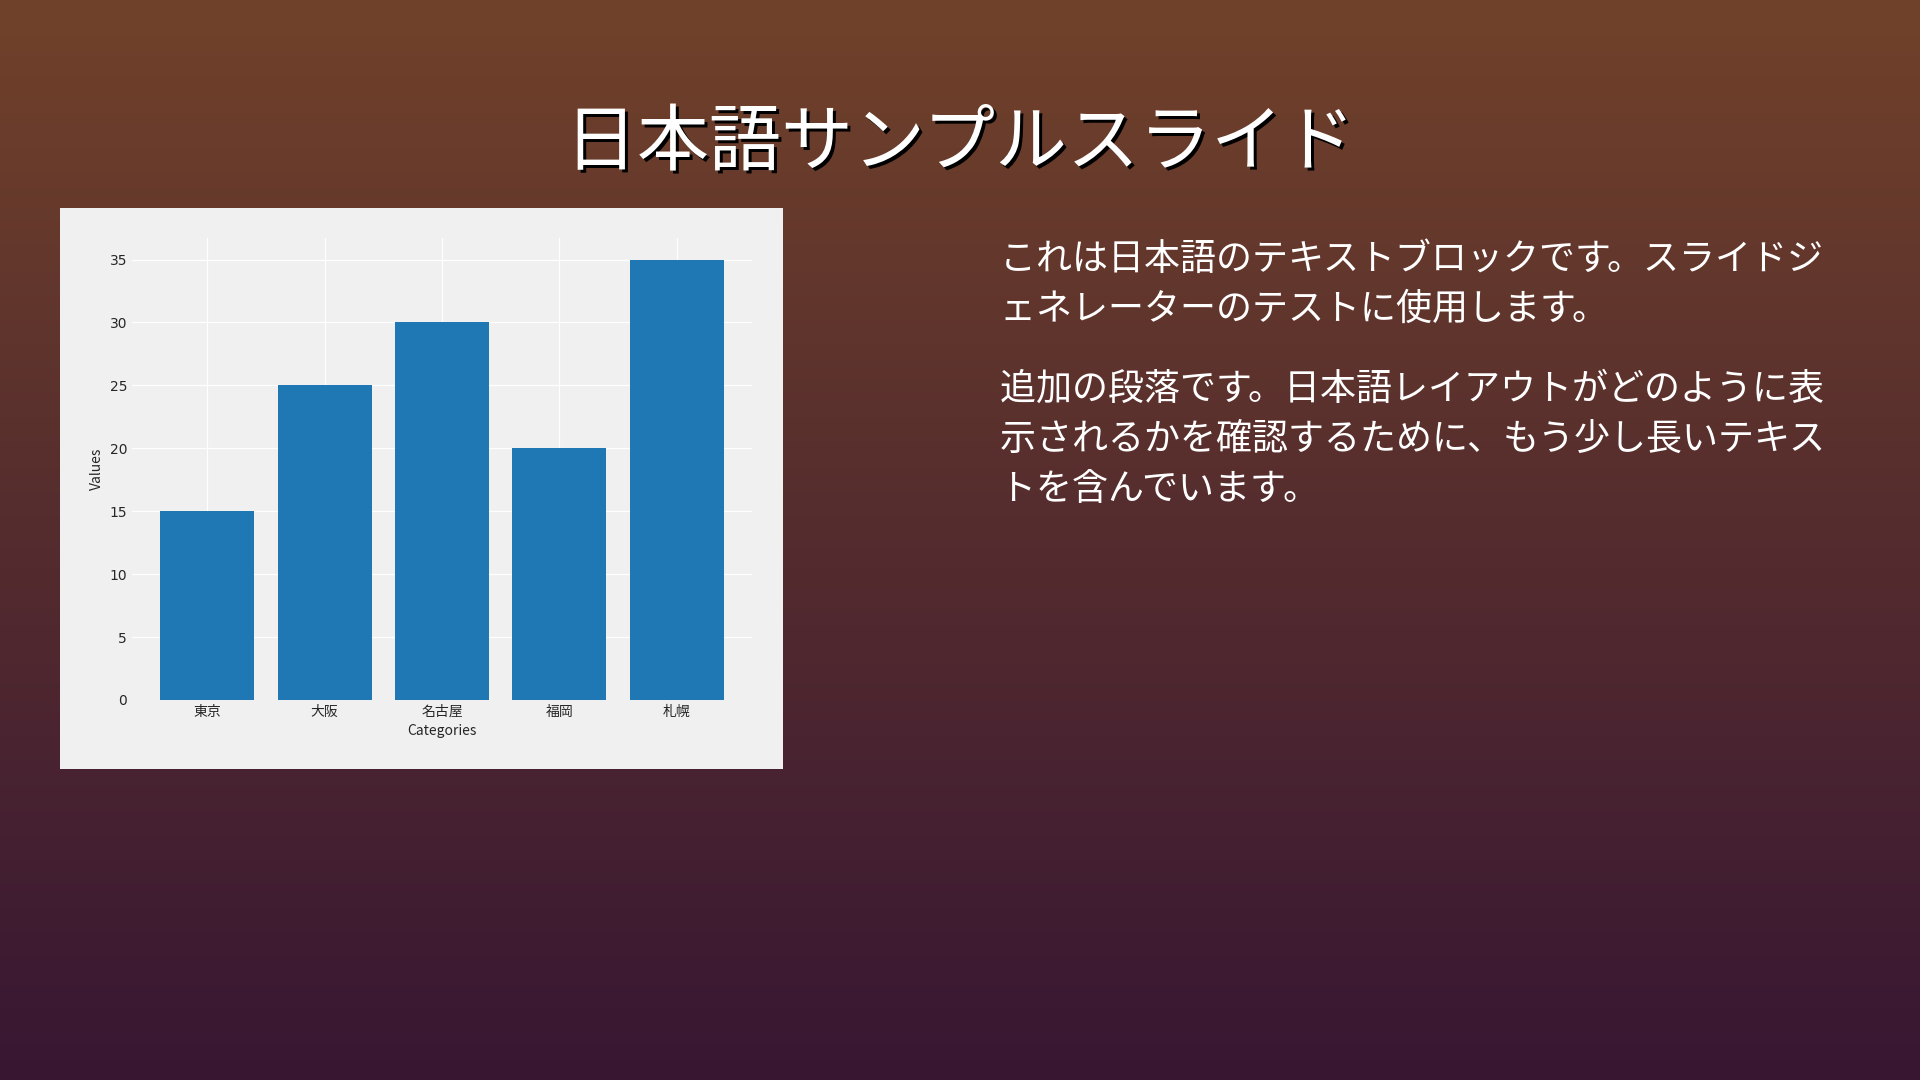 日本語サンプルスライド
35
30
25
20
15
10
5
0
Values
東京 大阪 名古屋 福岡 札幌
Categories
これは日本語のテキストブロックです。スライドジ
ェネレーターのテストに使用します。
追加の段落です。日本語レイアウトがどのように表
示されるかを確認するために、もう少し長いテキス
トを含んでいます。